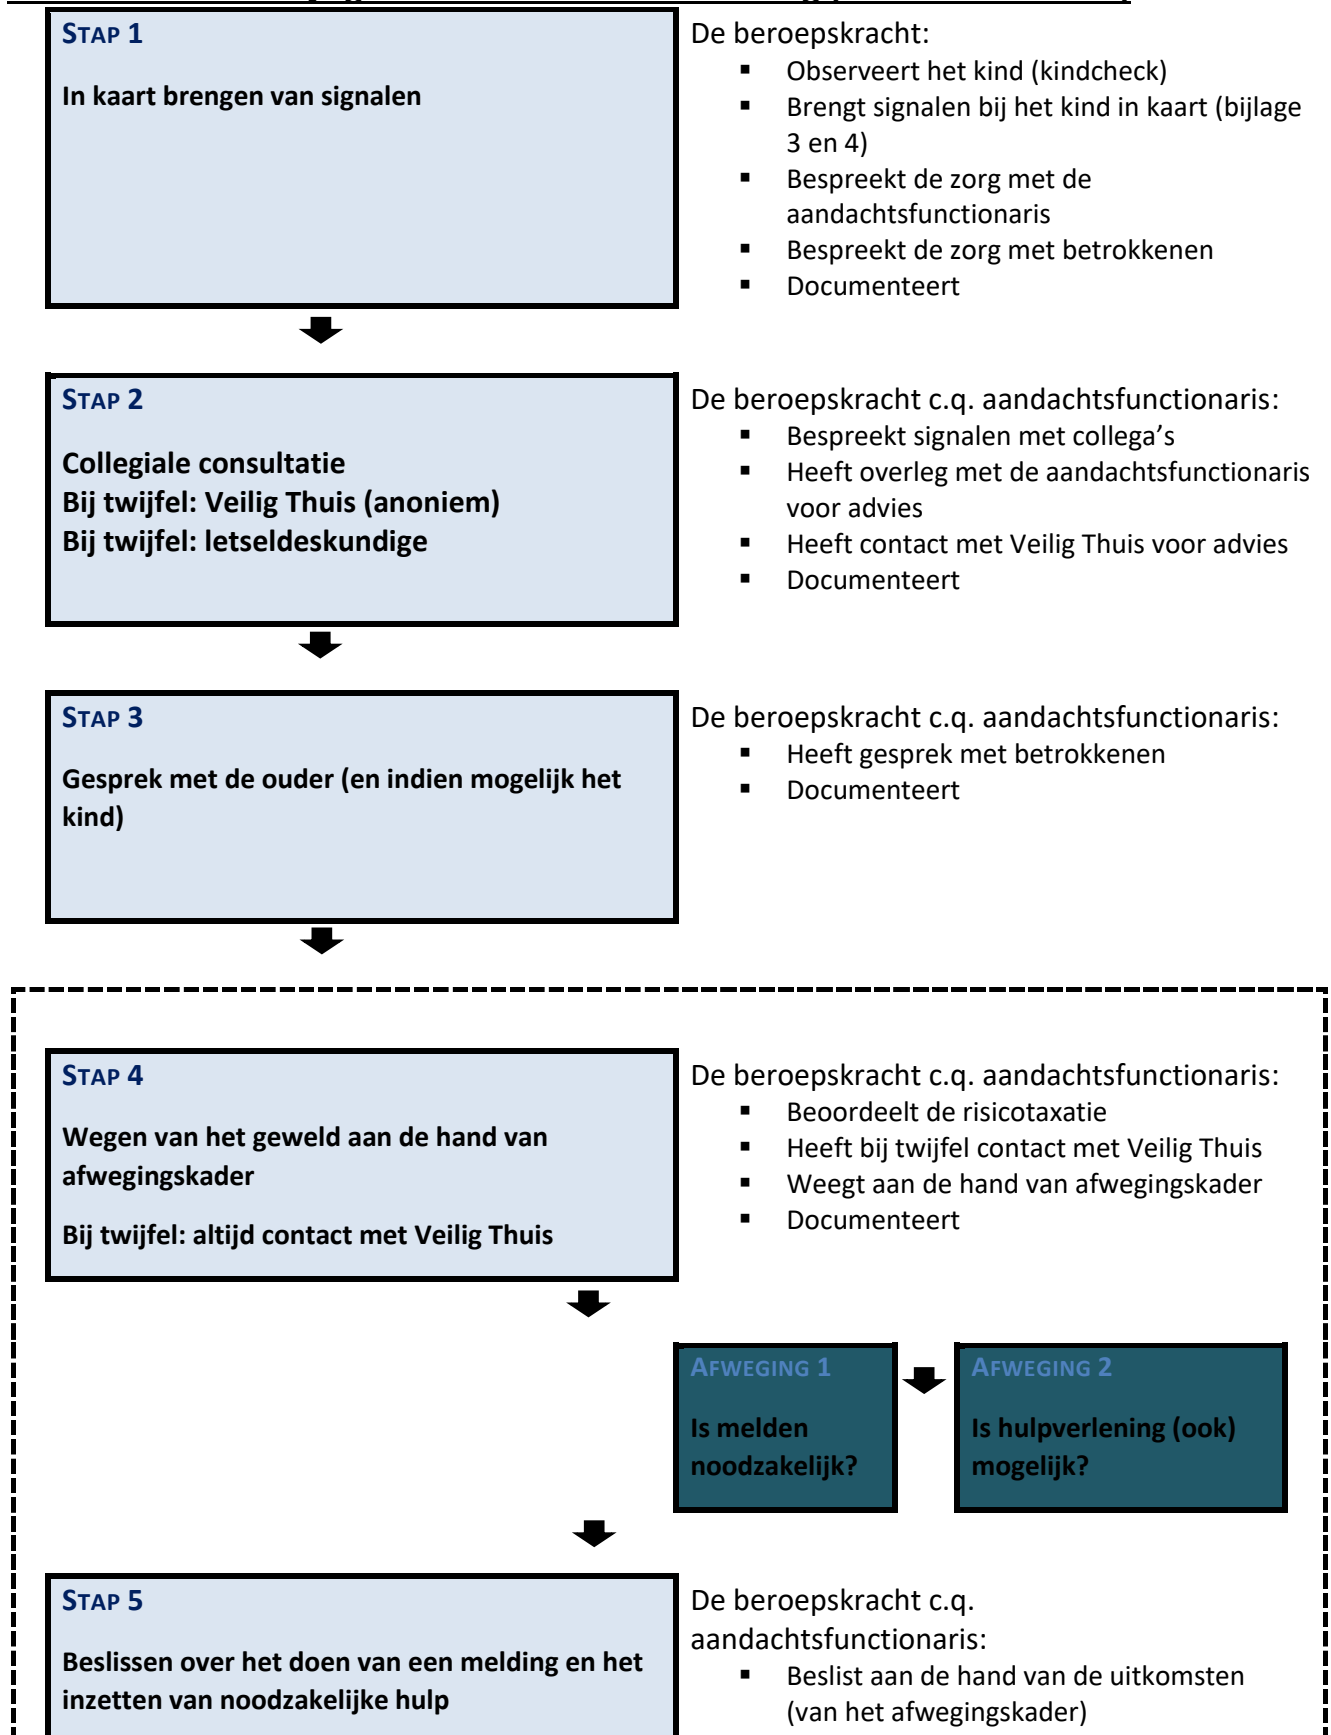 STAP 1
In kaart brengen van signalen
De beroepskracht:
▪ Observeert het kind (kindcheck)
▪ Brengt signalen bij het kind in kaart (bijlage
3 en 4)
▪ Bespreekt de zorg met de
aandachtsfunctionaris
▪ Bespreekt de zorg met betrokkenen
▪ Documenteert
STAP 2
Collegiale consultatie
Bij twijfel: Veilig Thuis (anoniem)
Bij twijfel: letseldeskundige
De beroepskracht c.q. aandachtsfunctionaris:
▪ Bespreekt signalen met collega’s
▪ Heeft overleg met de aandachtsfunctionaris
voor advies
▪ Heeft contact met Veilig Thuis voor advies
▪ Documenteert
STAP 3
Gesprek met de ouder (en indien mogelijk het
kind)
De beroepskracht c.q. aandachtsfunctionaris:
▪ Heeft gesprek met betrokkenen
▪ Documenteert
STAP 4
Wegen van het geweld aan de hand van
afwegingskader
Bij twijfel: altijd contact met Veilig Thuis
De beroepskracht c.q. aandachtsfunctionaris:
▪ Beoordeelt de risicotaxatie
▪ Heeft bij twijfel contact met Veilig Thuis
▪ Weegt aan de hand van afwegingskader
▪ Documenteert
AFWEGING 1
Is melden
noodzakelijk?
AFWEGING 2
Is hulpverlening (ook)
mogelijk?
STAP 5
Beslissen over het doen van een melding en het
inzetten van noodzakelijke hulp
De beroepskracht c.q.
aandachtsfunctionaris:
▪ Beslist aan de hand van de uitkomsten
(van het afwegingskader)